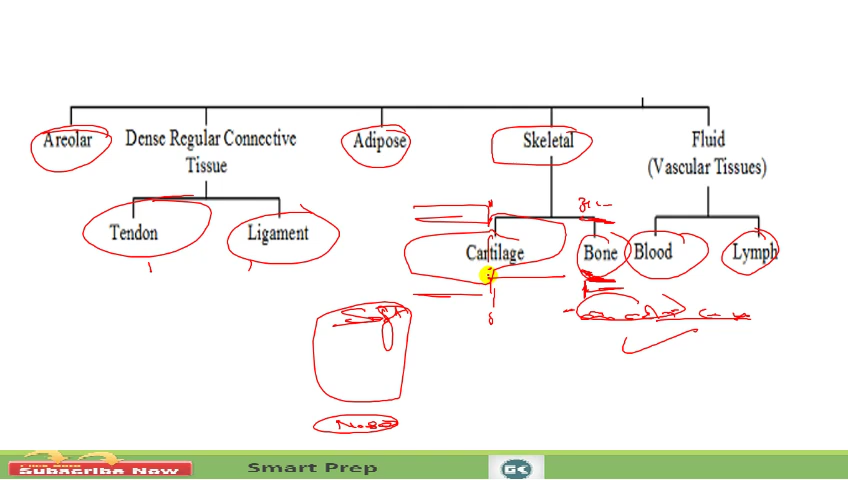 Areolar
Dense Regular Connective
Tissue
Adipose
Skeletal
Fluid
(Vascular Tissues)
Tendon
Ligament
Cartilage
Bone
Blood
Lymph
Subscribe Now
Smart Prep
GK